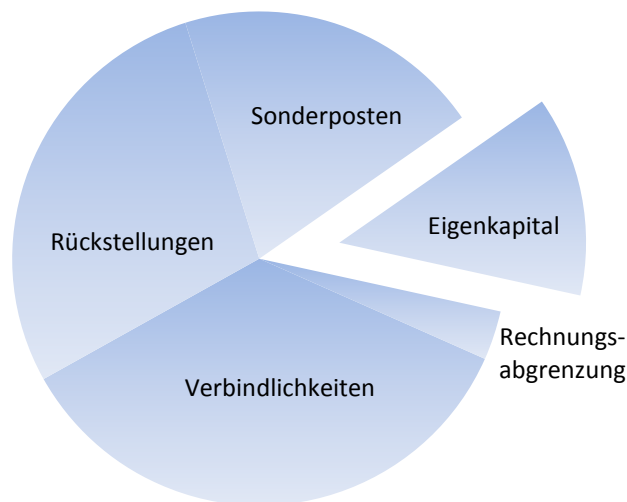 Sonderposten
Eigenkapital
Rückstellungen
Rechnungs-
abgrenzung
Verbindlichkeiten